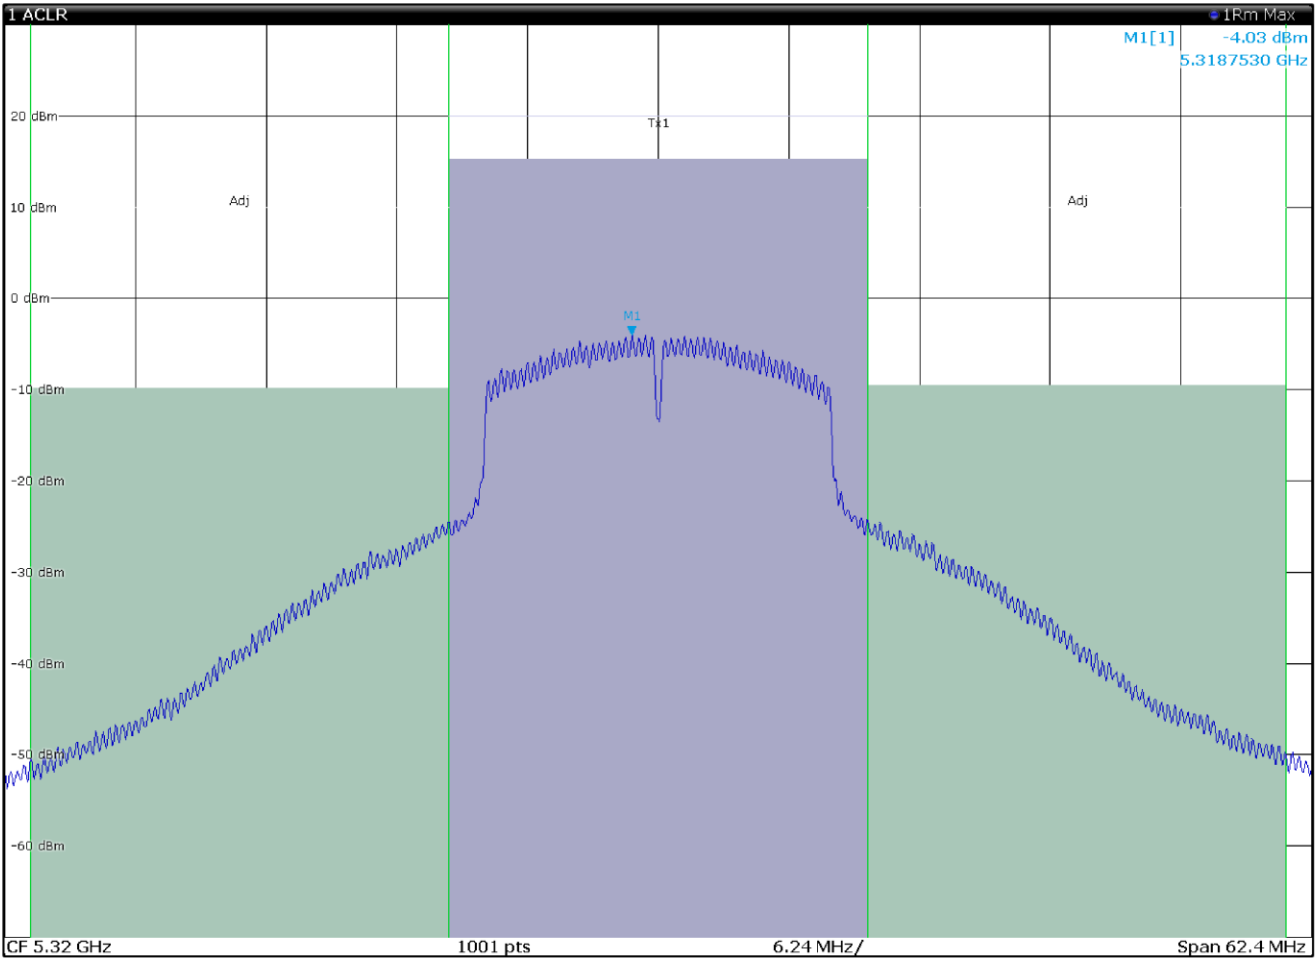 1 ACLR
1Rm Max
M1[1] -4.03 dBm
5.3187530 GHz
20 dBm
Tx1
Adj
Adj
10 dBm
0 dBm
M1
-10 dBm
-20 dBm
-30 dBm
-40 dBm
-50 dBm
-60 dBm
CF 5.32 GHz 1001 pts 6.24 MHz/ Span 62.4 MHz